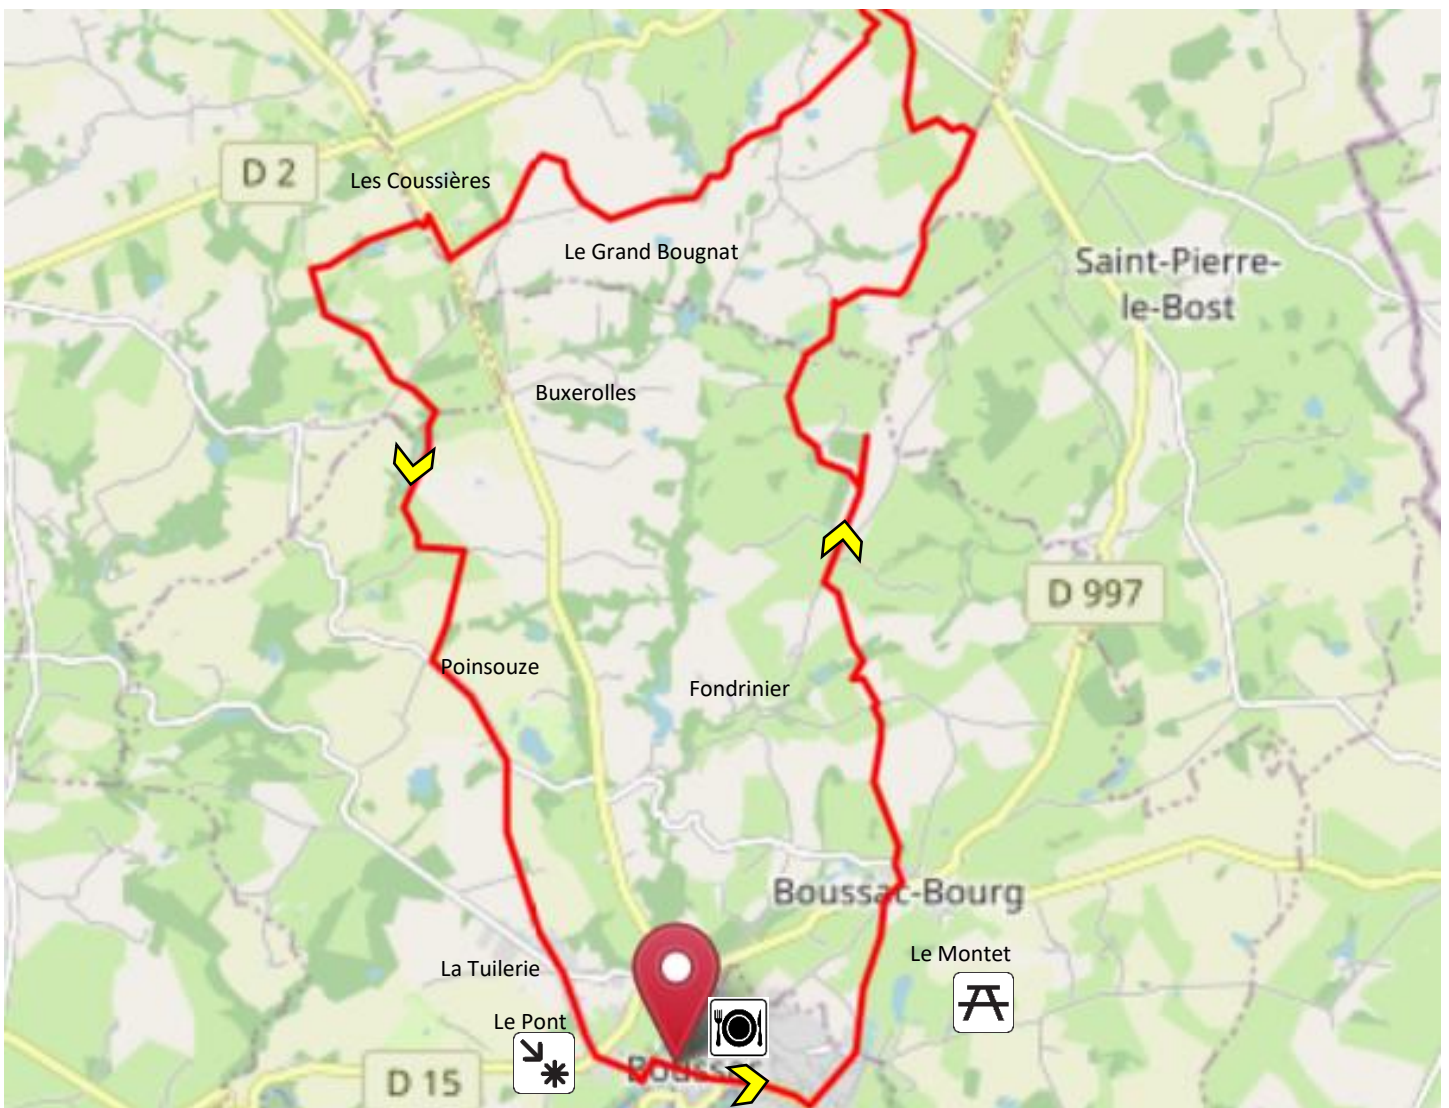 D 2
Les Coussières
Le Grand Bougnat
Saint-Pierre-
le-Bost
Buxerolles
D 997
Poinsouze
Fondrinier
Boussac-Bourg
Le Montet
La Tuilerie
Le Pont
Boussac
D 15